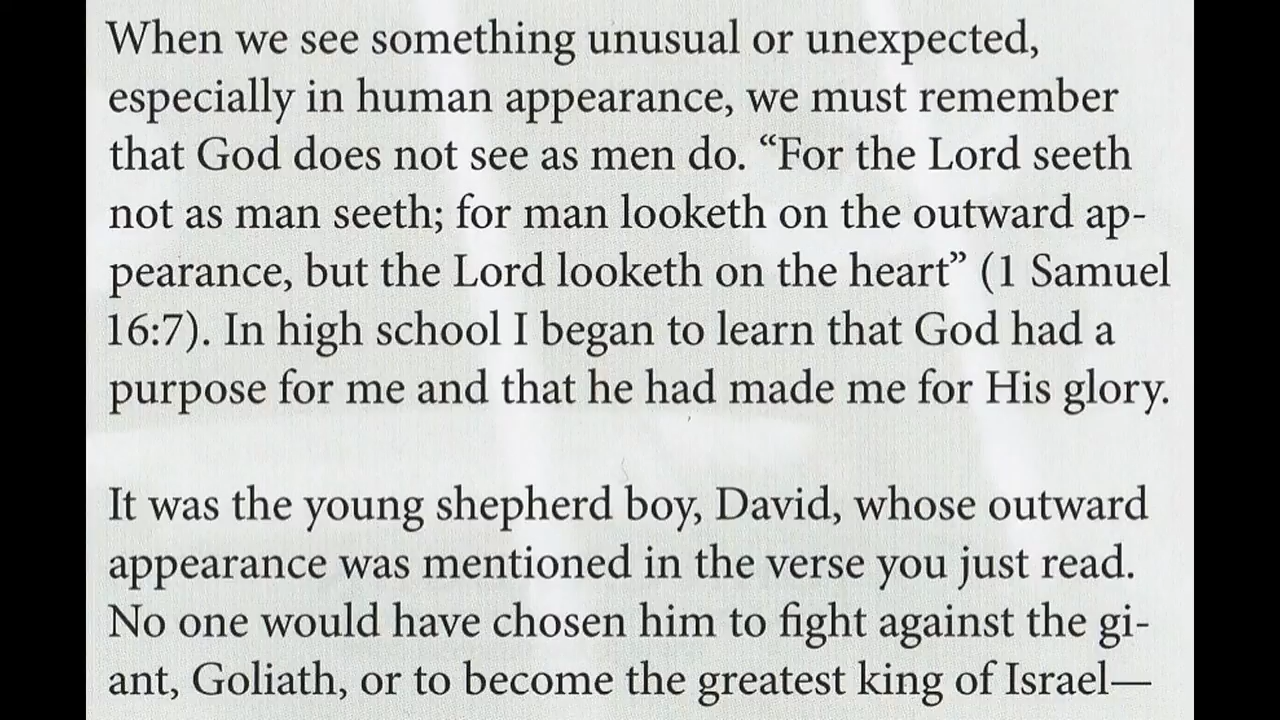 When we see something unusual or unexpected,
especially in human appearance, we must remember
that God does not see as men do. “For the Lord seeth
not as man seeth; for man looketh on the outward ap-
pearance, but the Lord looketh on the heart” (1 Samuel
16:7). In high school I began to learn that God had a
purpose for me and that he had made me for His glory.
It was the young shepherd boy, David, whose outward
appearance was mentioned in the verse you just read.
No one would have chosen him to fight against the gi-
ant, Goliath, or to become the greatest king of Israel—